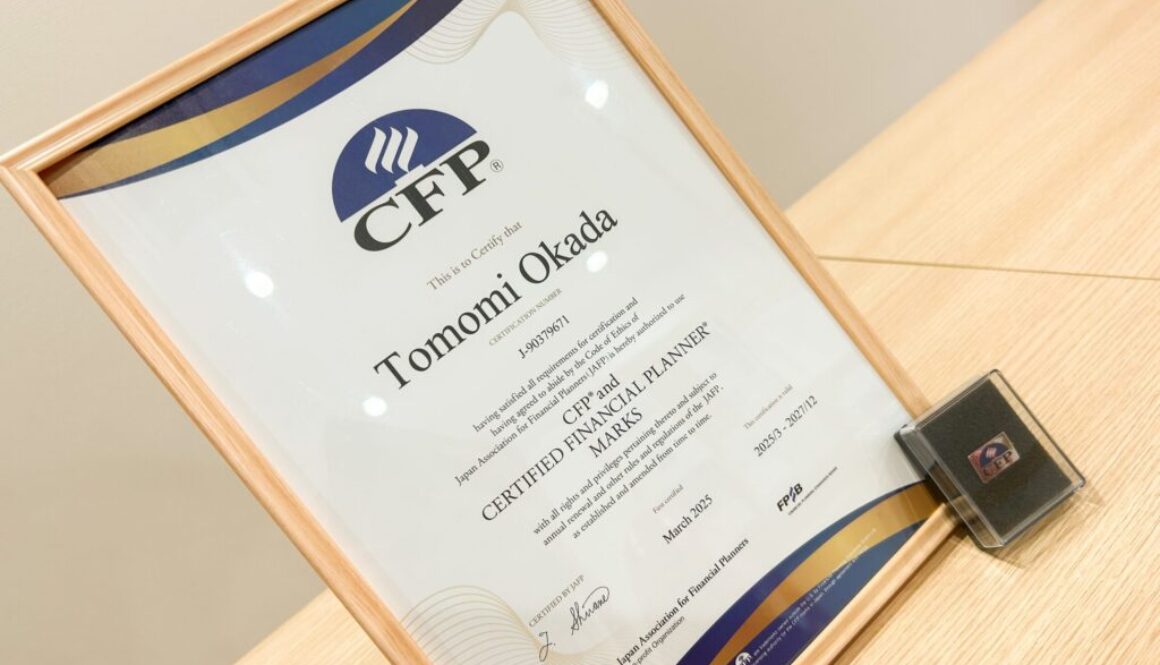 CFP®
This is to Certify that
Tomomi Okada
CERTIFICATION NUMBER
J-90379671
having satisfied all requirements for certification and
having agreed to abide by the Code of Ethics of
Japan Association for Financial Planners (JAFP) is hereby authorized to use
CFP® and
CERTIFIED FINANCIAL PLANNER®
MARKS
with all rights and privileges pertaining thereto and subject to
annual renewal and other rules and regulations of the JAFP,
as established and amended from time to time.
First certified
March 2025
This certification is valid
2025/3 - 2027/12
FPSB
CERTIFIED BY JAFP
J. Shirane
Japan Association for Financial Planners
-profit Organization
CFP